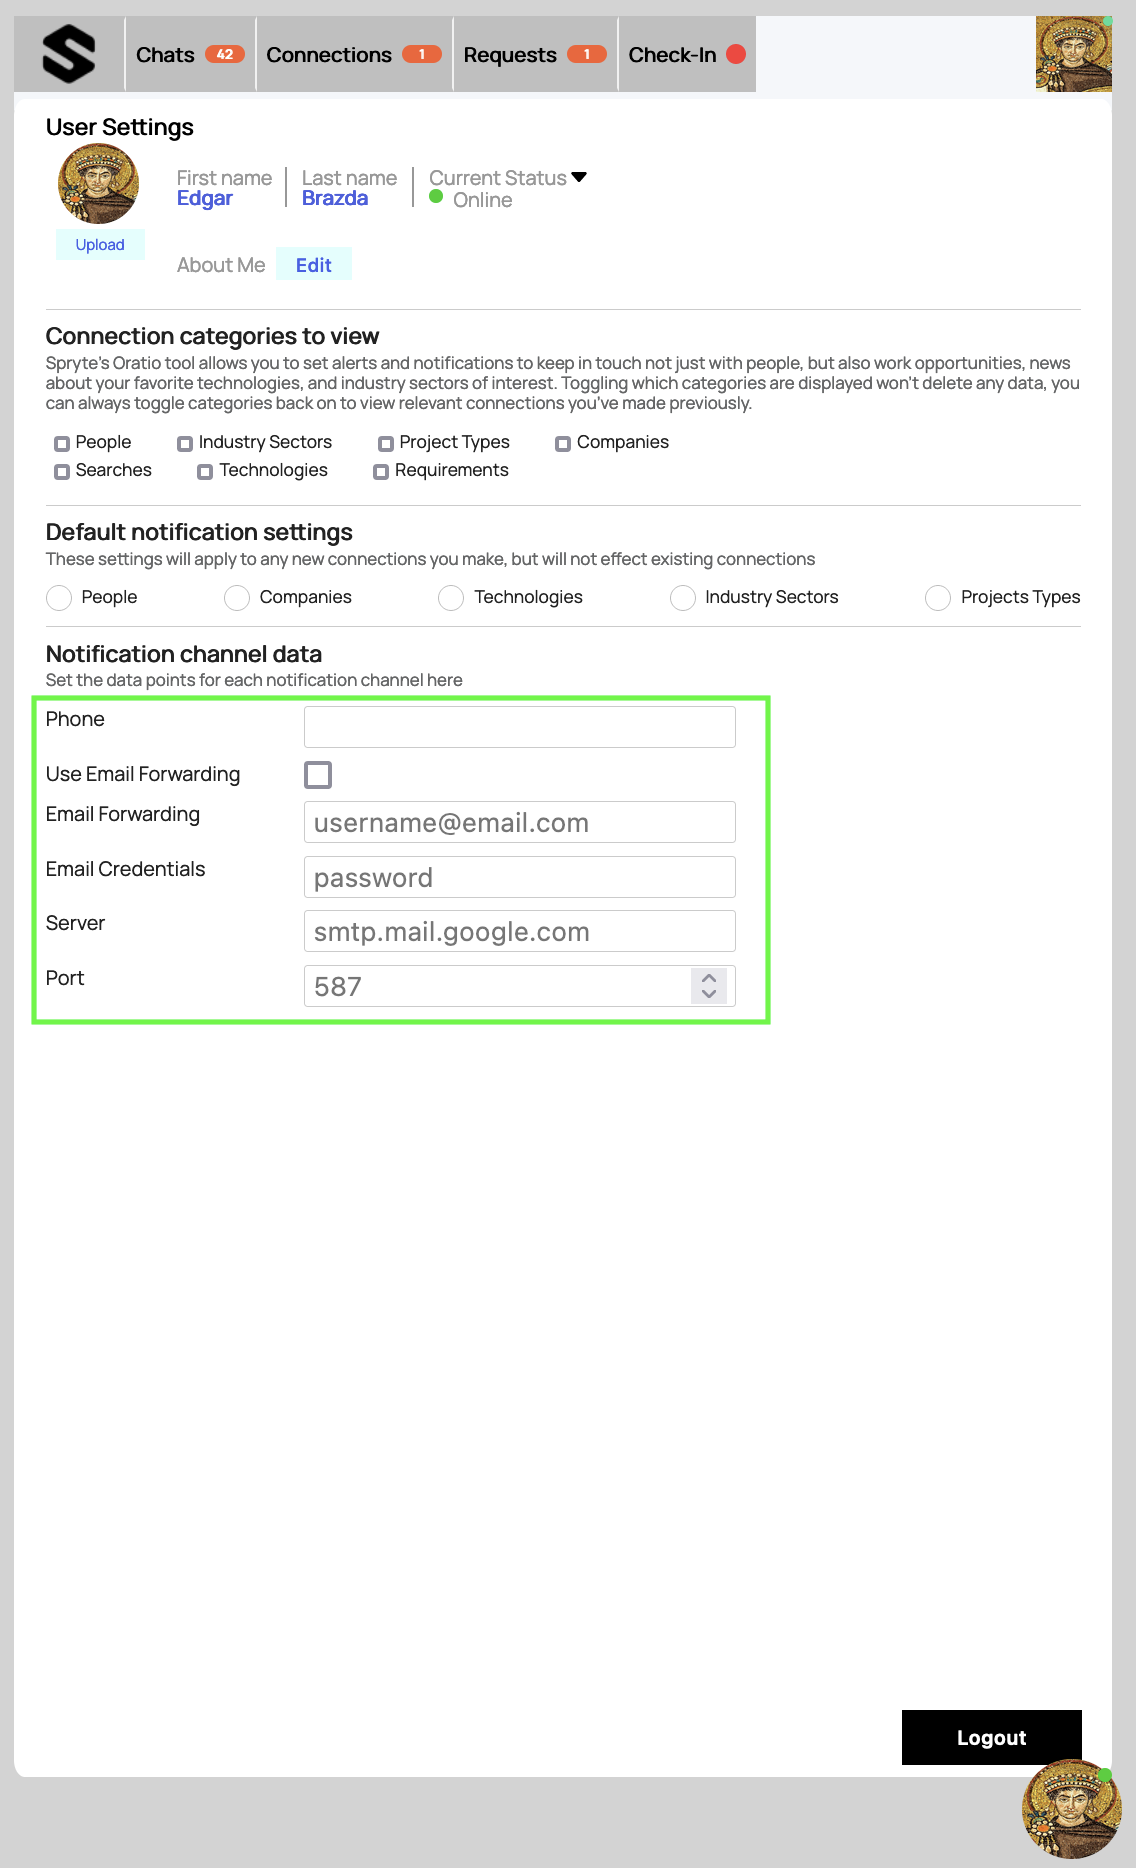 Chats 42 Connections 1 Requests 1 Check-In
User Settings
First name Last name Current Status
Edgar Brazda Online
Upload
About Me Edit
Connection categories to view
Spryte's Oratio tool allows you to set alerts and notifications to keep in touch not just with people, but also work opportunities, news
about your favorite technologies, and industry sectors of interest. Toggling which categories are displayed won't delete any data, you
can always toggle categories back on to view relevant connections you've made previously.
People Industry Sectors Project Types Companies
Searches Technologies Requirements
Default notification settings
These settings will apply to any new connections you make, but will not effect existing connections
People Companies Technologies Industry Sectors Projects Types
Notification channel data
Set the data points for each notification channel here
Phone
Use Email Forwarding
Email Forwarding username@email.com
Email Credentials password
Server smtp.mail.google.com
Port 587
Logout